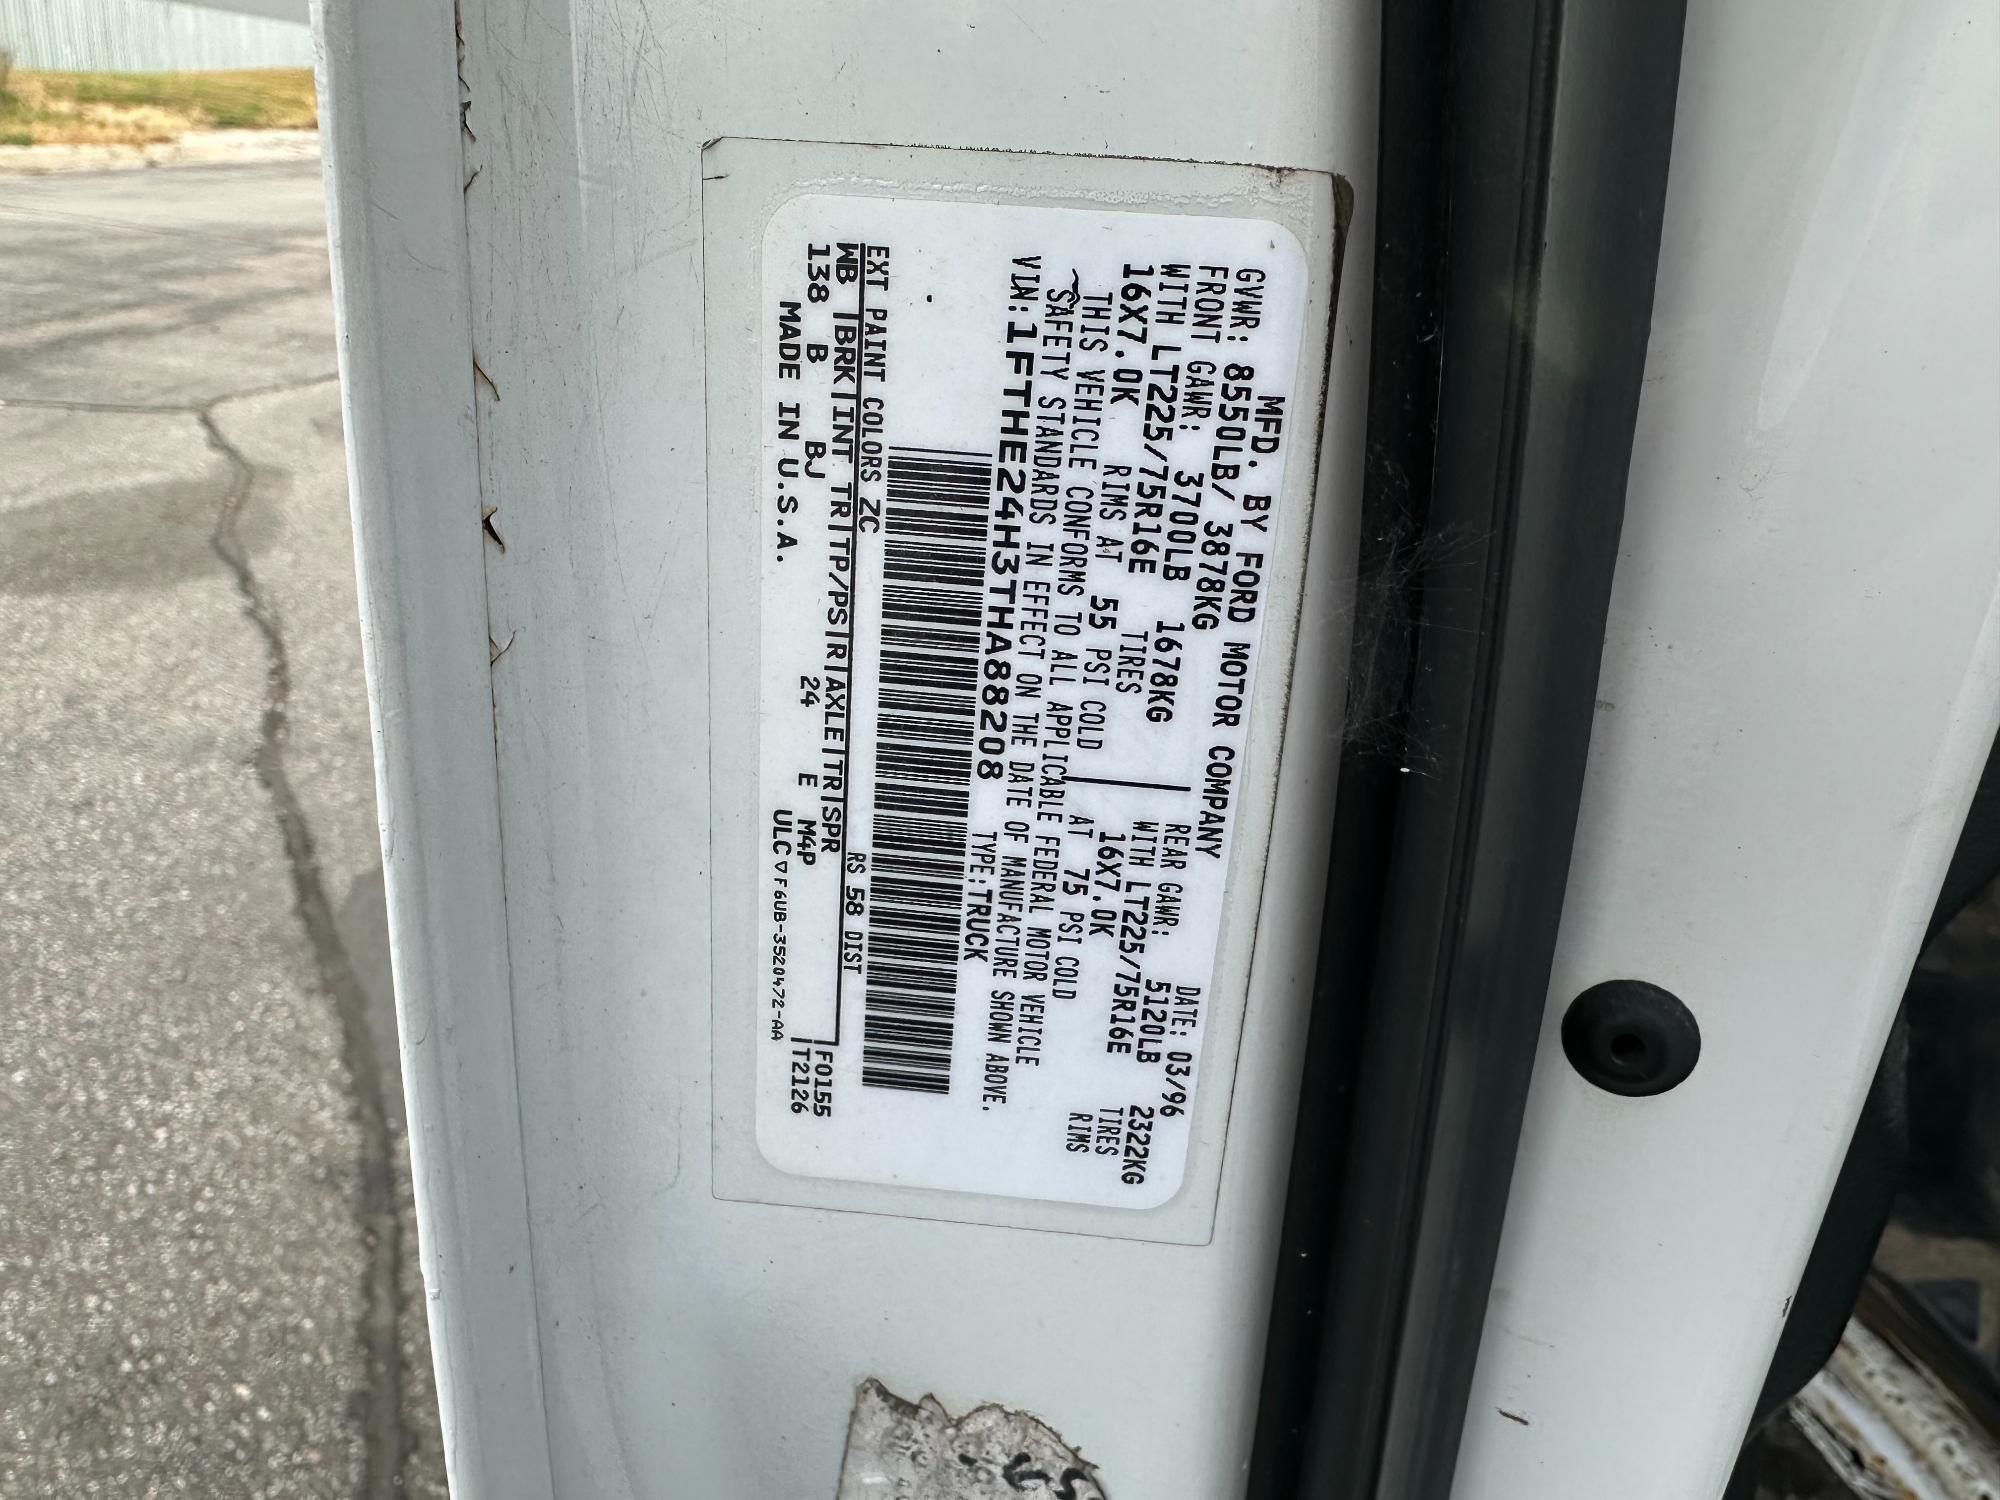 MFD. BY FORD MOTOR COMPANY
GVWR: 8550LB/ 3878KG DATE: 03/96
FRONT GAWR: 3700LB 1678KG REAR GAWR: 5120LB 2322KG
WITH LT225/75R16E TIRES WITH LT225/75R16E TIRES
16X7.0K RIMS AT 55 PSI COLD 16X7.0K RIMS
AT 75 PSI COLD
THIS VEHICLE CONFORMS TO ALL APPLICABLE FEDERAL MOTOR VEHICLE
SAFETY STANDARDS IN EFFECT ON THE DATE OF MANUFACTURE SHOWN ABOVE.
VIN: 1FTHE24H3THA88208 TYPE: TRUCK
EXT PAINT COLORS ZC RS 58 DIST
WB |BRK|INT TR|TP/PS|R|AXLE|TR|SPR F0155
138 B BJ 24 E M4P T2126
MADE IN U.S.A. ULC ▽ F6UB-3520472-AA